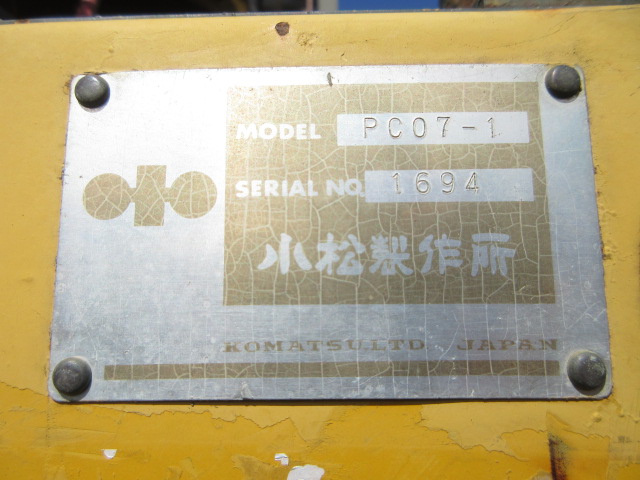 MODEL PC07-1
SERIAL NO. 1694
小松製作所
KOMATSU LTD. JAPAN